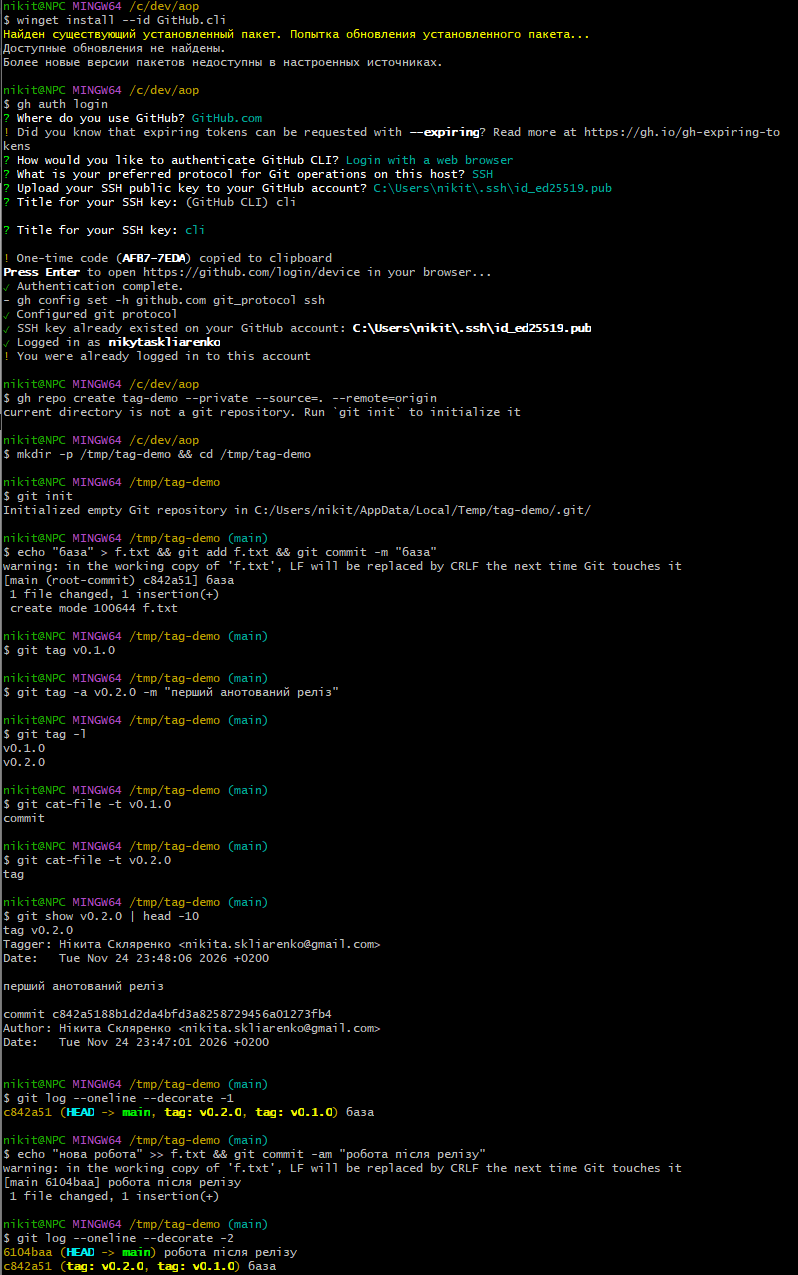 nikit@NPC MINGW64 /c/dev/aop
$ winget install --id GitHub.cli
Найден существующий установленный пакет. Попытка обновления установленного пакета...
Доступные обновления не найдены.
Более новые версии пакетов недоступны в настроенных источниках.
nikit@NPC MINGW64 /c/dev/aop
$ gh auth login
? Where do you use GitHub? GitHub.com
! Did you know that expiring tokens can be requested with --expiring? Read more at https://gh.io/gh-expiring-to
kens
? How would you like to authenticate GitHub CLI? Login with a web browser
? What is your preferred protocol for Git operations on this host? SSH
? Upload your SSH public key to your GitHub account? C:\Users\nikit\.ssh\id_ed25519.pub
? Title for your SSH key: (GitHub CLI) cli
? Title for your SSH key: cli
! One-time code (AFB7-7EDA) copied to clipboard
Press Enter to open https://github.com/login/device in your browser...
✓ Authentication complete.
- gh config set -h github.com git_protocol ssh
✓ Configured git protocol
✓ SSH key already existed on your GitHub account: C:\Users\nikit\.ssh\id_ed25519.pub
✓ Logged in as nikytaskliarenko
! You were already logged in to this account
nikit@NPC MINGW64 /c/dev/aop
$ gh repo create tag-demo --private --source=. --remote=origin
current directory is not a git repository. Run `git init` to initialize it
nikit@NPC MINGW64 /c/dev/aop
$ mkdir -p /tmp/tag-demo && cd /tmp/tag-demo
nikit@NPC MINGW64 /tmp/tag-demo
$ git init
Initialized empty Git repository in C:/Users/nikit/AppData/Local/Temp/tag-demo/.git/
nikit@NPC MINGW64 /tmp/tag-demo (main)
$ echo "база" > f.txt && git add f.txt && git commit -m "база"
warning: in the working copy of 'f.txt', LF will be replaced by CRLF the next time Git touches it
[main (root-commit) c842a51] база
1 file changed, 1 insertion(+)
create mode 100644 f.txt
nikit@NPC MINGW64 /tmp/tag-demo (main)
$ git tag v0.1.0
nikit@NPC MINGW64 /tmp/tag-demo (main)
$ git tag -a v0.2.0 -m "перший анотований реліз"
nikit@NPC MINGW64 /tmp/tag-demo (main)
$ git tag -l
v0.1.0
v0.2.0
nikit@NPC MINGW64 /tmp/tag-demo (main)
$ git cat-file -t v0.1.0
commit
nikit@NPC MINGW64 /tmp/tag-demo (main)
$ git cat-file -t v0.2.0
tag
nikit@NPC MINGW64 /tmp/tag-demo (main)
$ git show v0.2.0 | head -10
tag v0.2.0
Tagger: Нікита Скляренко <nikita.skliarenko@gmail.com>
Date:   Tue Nov 24 23:48:06 2026 +0200
перший анотований реліз
commit c842a5188b1d2da4bfd3a8258729456a01273fb4
Author: Нікита Скляренко <nikita.skliarenko@gmail.com>
Date:   Tue Nov 24 23:47:01 2026 +0200
nikit@NPC MINGW64 /tmp/tag-demo (main)
$ git log --oneline --decorate -1
c842a51 (HEAD -> main, tag: v0.2.0, tag: v0.1.0) база
nikit@NPC MINGW64 /tmp/tag-demo (main)
$ echo "нова робота" >> f.txt && git commit -am "робота після релізу"
warning: in the working copy of 'f.txt', LF will be replaced by CRLF the next time Git touches it
[main 6104baa] робота після релізу
1 file changed, 1 insertion(+)
nikit@NPC MINGW64 /tmp/tag-demo (main)
$ git log --oneline --decorate -2
6104baa (HEAD -> main) робота після релізу
c842a51 (tag: v0.2.0, tag: v0.1.0) база